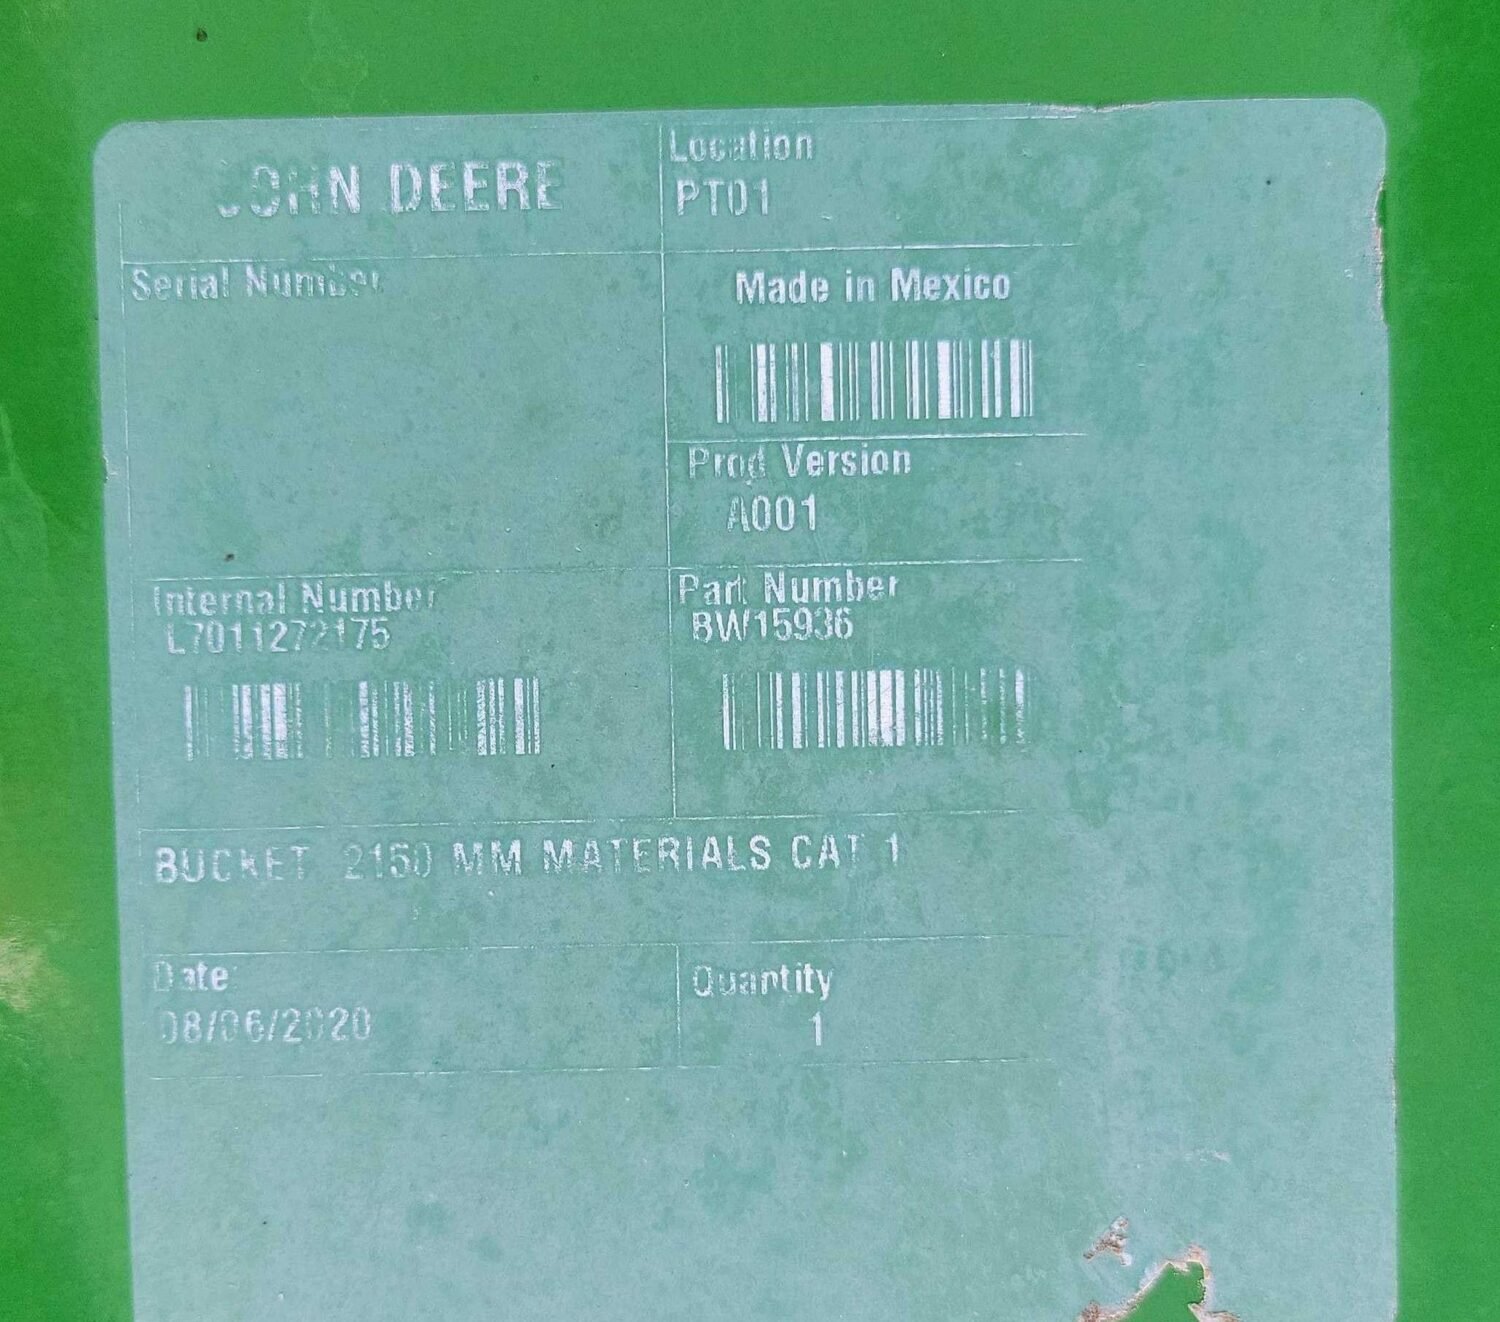 JOHN DEERE
Location
PT01
Serial Number
Made in Mexico
Prod Version
A001
Internal Number
L7011272175
Part Number
BW15936
BUCKET 2150 MM MATERIALS CAT 1
Date
08/06/2020
Quantity
1